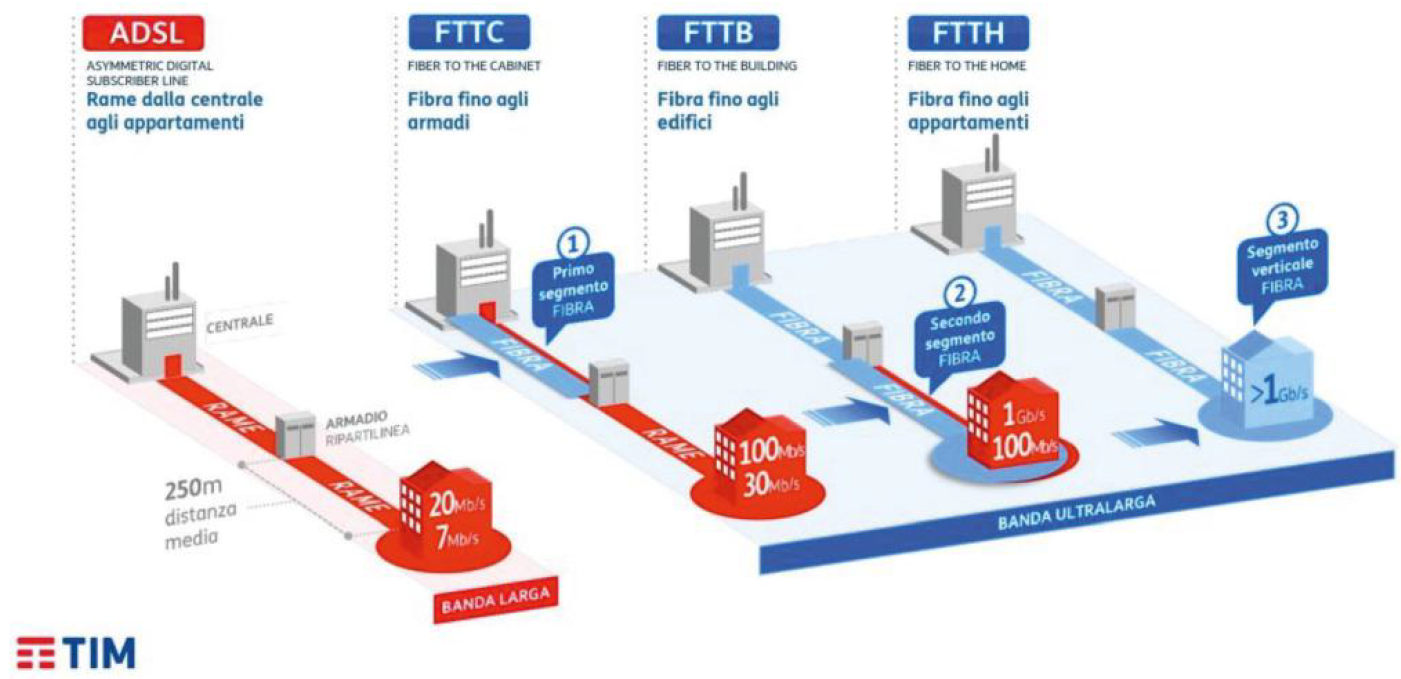 ADSL
ASYMMETRIC DIGITAL
SUBSCRIBER LINE
Rame dalla centrale
agli appartamenti
FTTC
FIBER TO THE CABINET
Fibra fino agli
armadi
FTTB
FIBER TO THE BUILDING
Fibra fino agli
edifici
FTTH
FIBER TO THE HOME
Fibra fino agli
appartamenti
CENTRALE
RAME
ARMADIO
RIPARTILINEA
RAME
250m
distanza
media
20Mb/s
7Mb/s
BANDA LARGA
1
Primo
segmento
FIBRA
FIBRA
RAME
100Mb/s
30Mb/s
FIBRA
2
Secondo
segmento
FIBRA
FIBRA
1Gb/s
100Mb/s
FIBRA
3
Segmento
verticale
FIBRA
FIBRA
>1Gb/s
BANDA ULTRALARGA
TIM